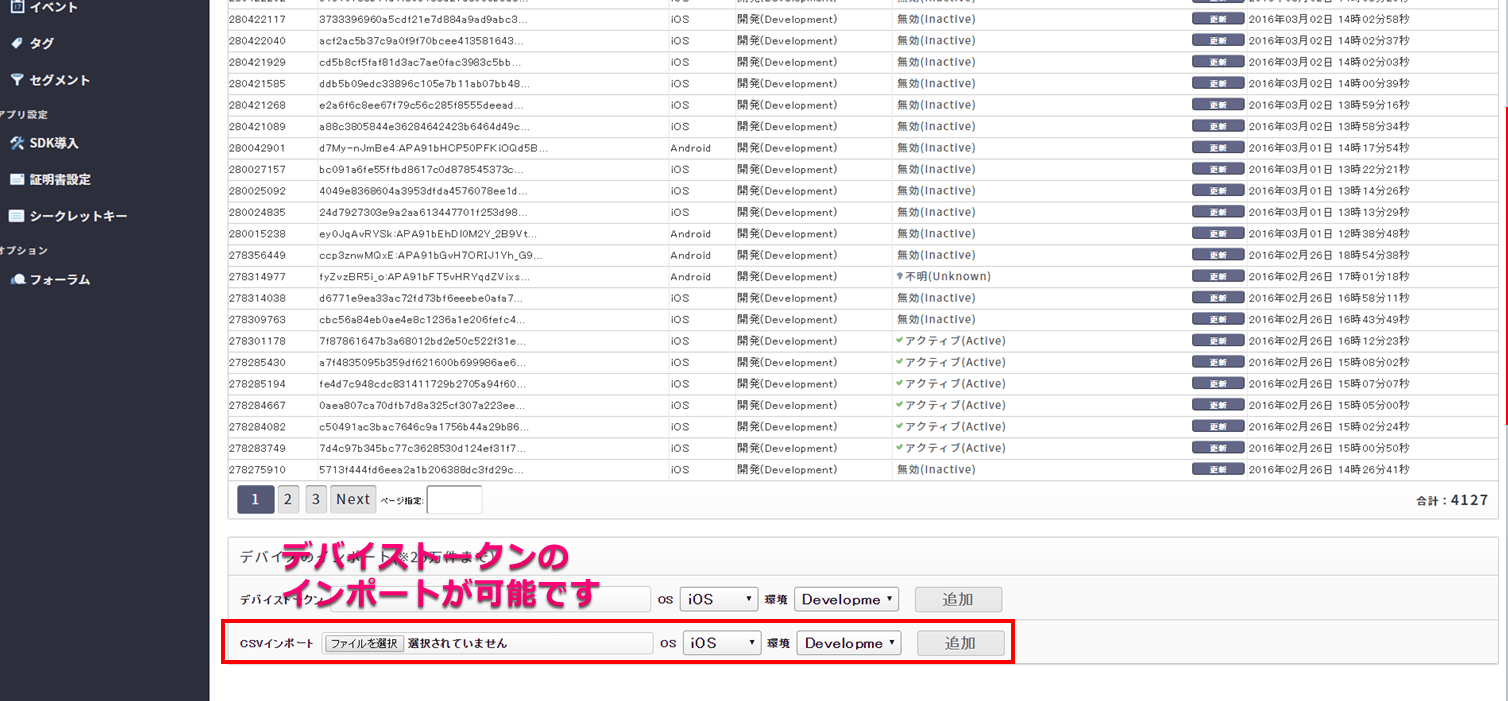 イベント
タグ
セグメント
アプリ設定
SDK導入
証明書設定
シークレットキー
オプション
フォーラム
280422117 3733396960a5cdf21e7d884a9ad9abc3... iOS 開発(Development) 無効(Inactive) 更新 2016年03月02日 14時02分58秒
280422040 acf2ac5b37c9a0f9f70bcee413581643... iOS 開発(Development) 無効(Inactive) 更新 2016年03月02日 14時02分37秒
280421929 cd5b8cf5faf81d3ac7ae0fac3983c5bb... iOS 開発(Development) 無効(Inactive) 更新 2016年03月02日 14時02分03秒
280421585 ddb5b09edc33896c105e7b11ab07bb48... iOS 開発(Development) 無効(Inactive) 更新 2016年03月02日 14時00分39秒
280421268 e2a6f6c8ee67f79c56c285f8555deead... iOS 開発(Development) 無効(Inactive) 更新 2016年03月02日 13時59分16秒
280421089 a88c3805844e36284642423b6464d49c... iOS 開発(Development) 無効(Inactive) 更新 2016年03月02日 13時58分34秒
280042901 d7My-nJmBe4:APA91bHCP50PFKiOQd5B... Android 開発(Development) 無効(Inactive) 更新 2016年03月01日 14時17分54秒
280027157 bc091a6fe55ffbd8617c0d878545373c... iOS 開発(Development) 無効(Inactive) 更新 2016年03月01日 13時22分21秒
280025092 4049e8368604a3953dfda4576078ee1d... iOS 開発(Development) 無効(Inactive) 更新 2016年03月01日 13時14分26秒
280024835 24d7927303e9a2aa613447701f253d98... iOS 開発(Development) 無効(Inactive) 更新 2016年03月01日 13時13分29秒
280015238 ey0JqAvRYSk:APA91bEhDI0M2Y_2B9Vt... Android 開発(Development) 無効(Inactive) 更新 2016年03月01日 12時38分48秒
278356449 ccp3znwMQxE:APA91bGvH7ORIJ1Yh_G9... Android 開発(Development) 無効(Inactive) 更新 2016年02月26日 18時54分38秒
278314977 fyZvzBR5i_o:APA91bFT5vHRYqdZVixs... Android 開発(Development) ?不明(Unknown) 更新 2016年02月26日 17時01分18秒
278314038 d6771e9ea33ac72fd73bf6eeebe0afa7... iOS 開発(Development) 無効(Inactive) 更新 2016年02月26日 16時58分11秒
278309763 cbc56a84eb0ae4e8c1236a1e206fefc4... iOS 開発(Development) 無効(Inactive) 更新 2016年02月26日 16時43分49秒
278301178 7f87861647b3a68012bd2e50c522f31e... iOS 開発(Development) アクティブ(Active) 更新 2016年02月26日 16時12分23秒
278285430 a7f4835095b359df621600b699986ae6... iOS 開発(Development) アクティブ(Active) 更新 2016年02月26日 15時08分02秒
278285194 fe4d7c948cdc831411729b2705a94f60... iOS 開発(Development) アクティブ(Active) 更新 2016年02月26日 15時07分07秒
278284667 0aea807ca70dfb7d8a325cf307a223ee... iOS 開発(Development) アクティブ(Active) 更新 2016年02月26日 15時05分00秒
278284082 c50491ac3bac7646c9a1756b44a29b86... iOS 開発(Development) アクティブ(Active) 更新 2016年02月26日 15時02分24秒
278283749 7d4c97b345bc77c3628530d124ef31f7... iOS 開発(Development) アクティブ(Active) 更新 2016年02月26日 15時00分50秒
278275910 5713f444fd6eea2a1b206388dc3fd29c... iOS 開発(Development) 無効(Inactive) 更新 2016年02月26日 14時26分41秒
1 2 3 Next ページ指定: 合計：4127
デバイスのインポート(※20万件まで)
デバイストークンの
インポートが可能です
デバイストークン OS iOS 環境 Developme 追加
CSVインポート ファイルを選択 選択されていません OS iOS 環境 Developme 追加